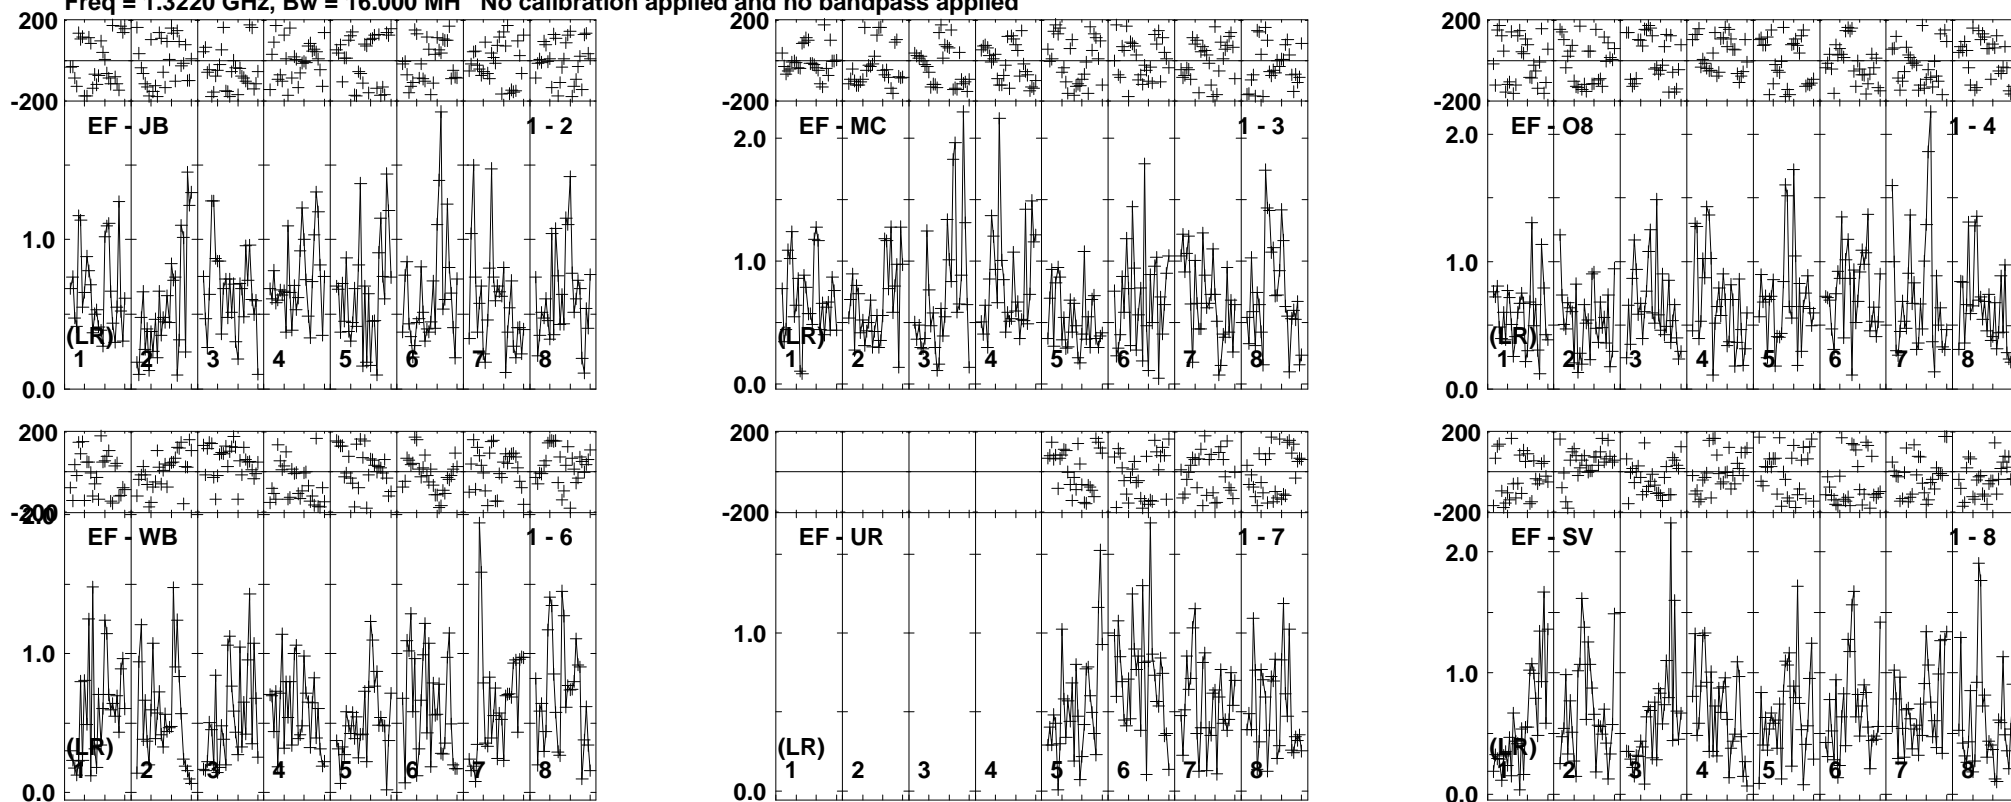 Freq = 1.3220 GHz, Bw = 16.000 MH No calibration applied and no bandpass applied
200
-200
EF - JB 1 - 2
1.0
0.0
(LR)
1 2 3 4 5 6 7 8
200
-200
EF - MC 1 - 3
2.0
1.0
0.0
(LR)
1 2 3 4 5 6 7 8
200
-200
EF - O8 1 - 4
2.0
1.0
0.0
(LR)
1 2 3 4 5 6 7 8
200
-200
2.0
EF - WB 1 - 6
1.0
0.0
(LR)
1 2 3 4 5 6 7 8
200
-200
EF - UR 1 - 7
1.0
0.0
(LR)
1 2 3 4 5 6 7 8
200
-200
EF - SV 1 - 8
2.0
1.0
0.0
(LR)
1 2 3 4 5 6 7 8